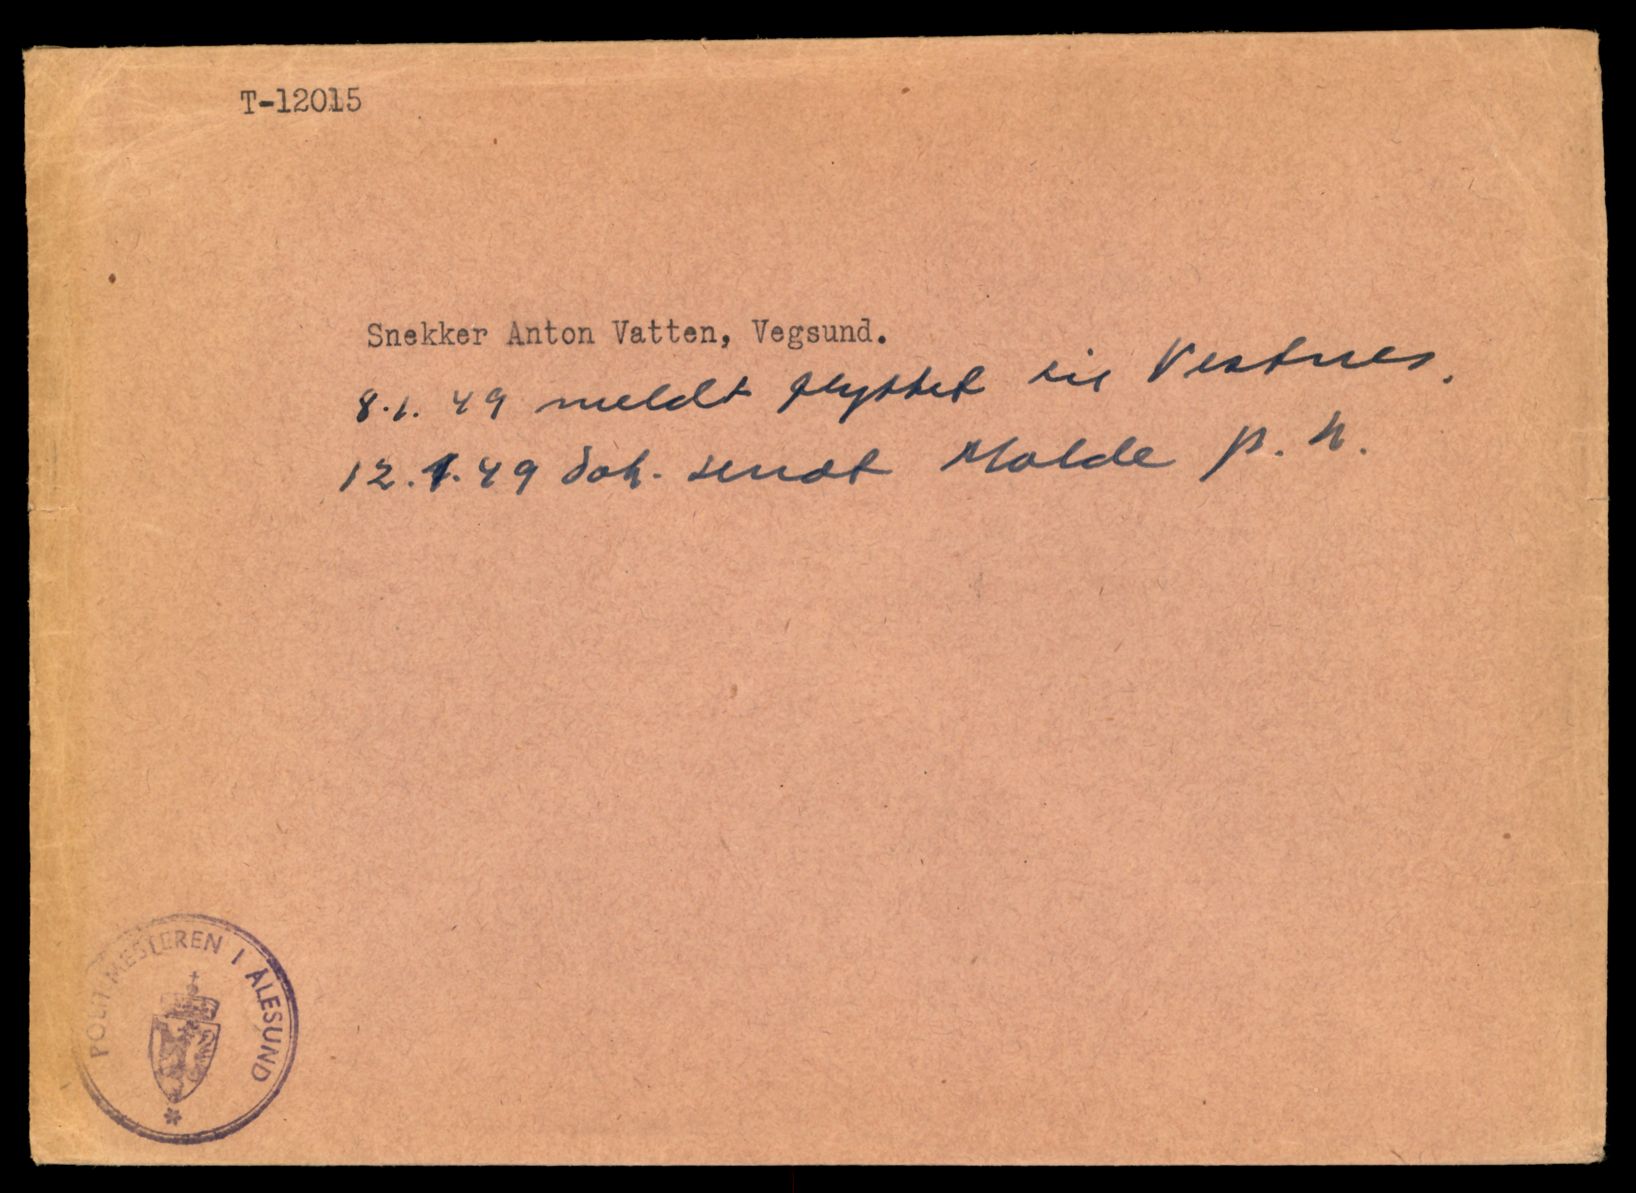 T-12015
Snekker Anton Vatten, Vegsund.
8.1.49 meldt flyttet til Vestnes.
12.1.49 dok. sendt Molde p.k.
POLITIMESTEREN I ÅLESUND